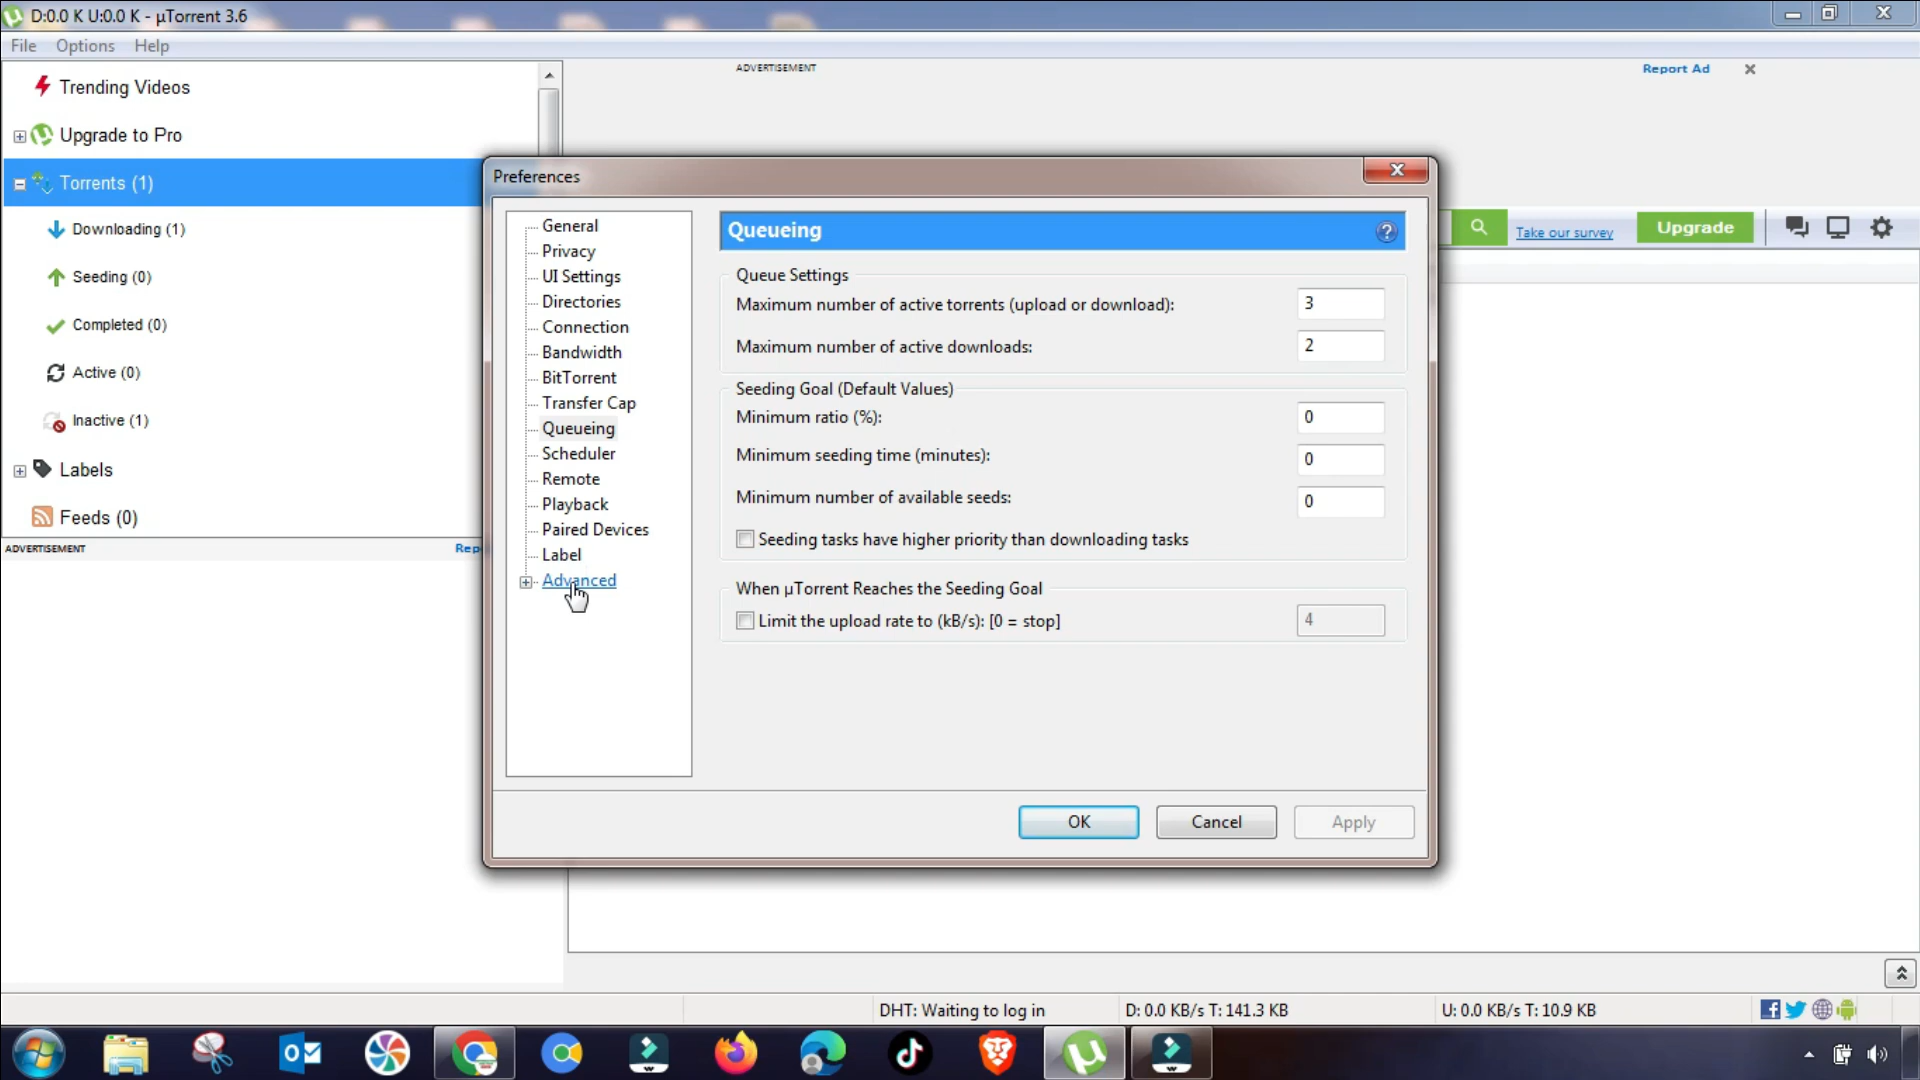 D:0.0 K U:0.0 K - µTorrent 3.6
File Options Help
Trending Videos
Upgrade to Pro
Torrents (1)
Downloading (1)
Seeding (0)
Completed (0)
Active (0)
Inactive (1)
Labels
Feeds (0)
ADVERTISEMENT
Rep
ADVERTISEMENT
Report Ad
Take our survey
Upgrade
Preferences
General
Privacy
UI Settings
Directories
Connection
Bandwidth
BitTorrent
Transfer Cap
Queueing
Scheduler
Remote
Playback
Paired Devices
Label
Advanced
Queueing
Queue Settings
Maximum number of active torrents (upload or download): 3
Maximum number of active downloads: 2
Seeding Goal (Default Values)
Minimum ratio (%): 0
Minimum seeding time (minutes): 0
Minimum number of available seeds: 0
Seeding tasks have higher priority than downloading tasks
When µTorrent Reaches the Seeding Goal
Limit the upload rate to (kB/s): [0 = stop] 4
OK Cancel Apply
DHT: Waiting to log in D: 0.0 KB/s T: 141.3 KB U: 0.0 KB/s T: 10.9 KB